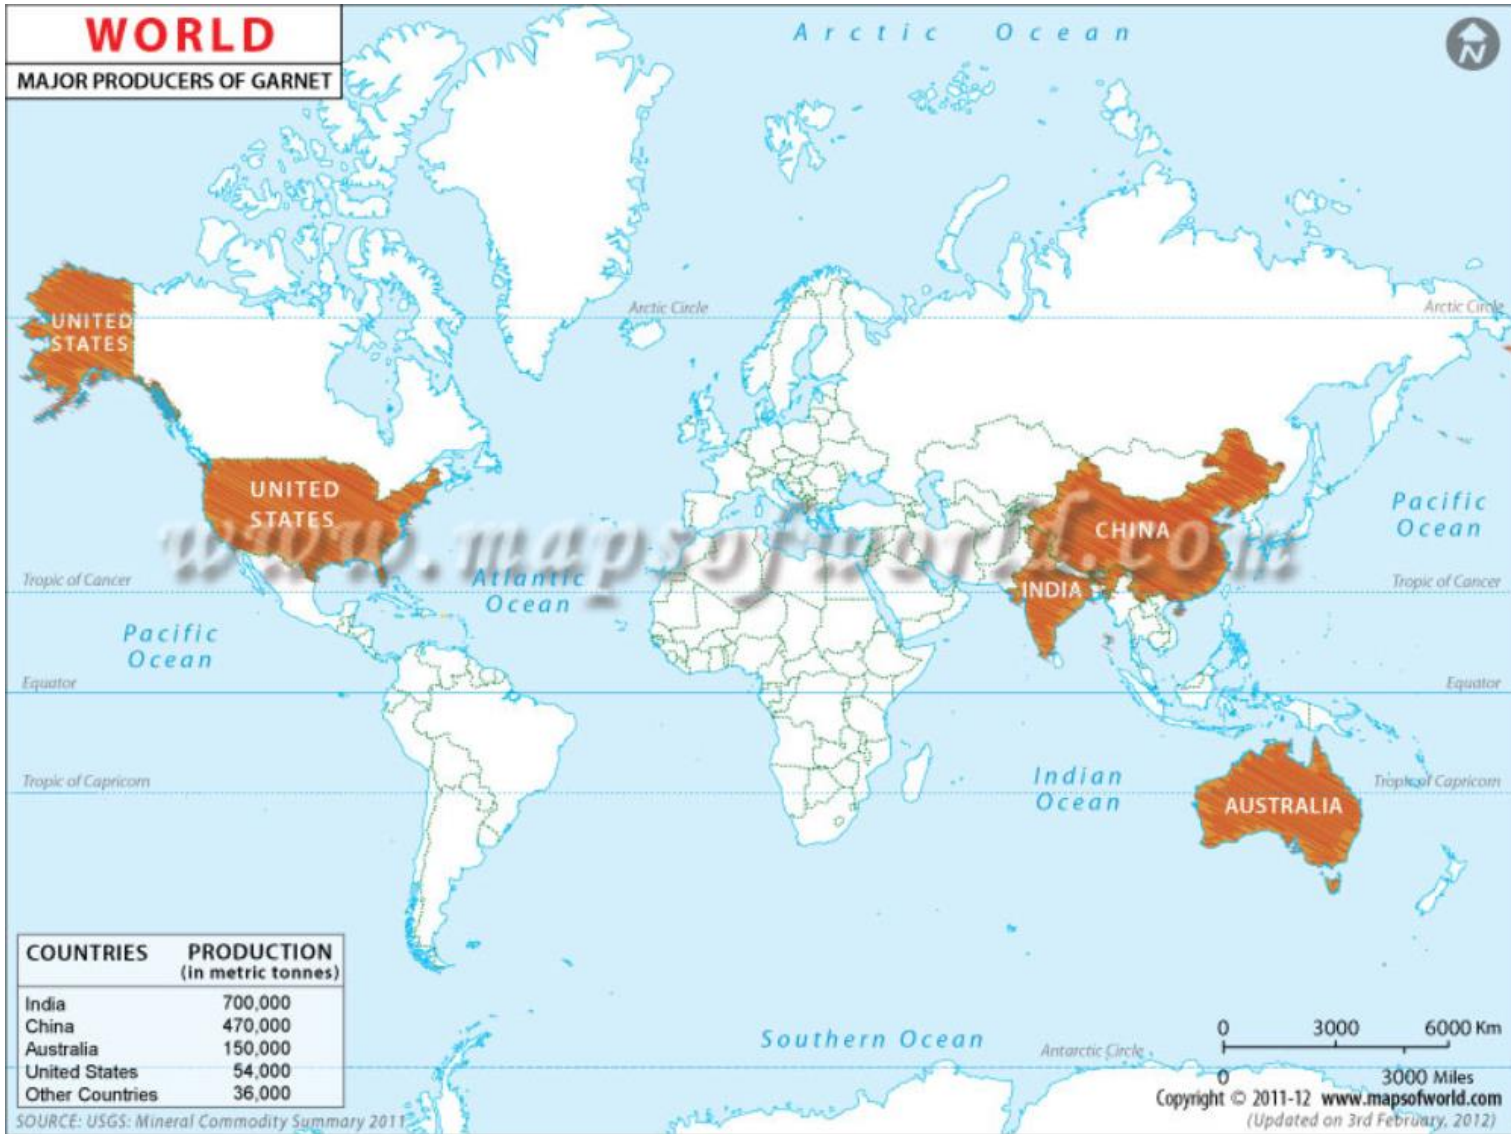 WORLD
MAJOR PRODUCERS OF GARNET
Arctic Ocean
N
Arctic Circle
Arctic Circle
UNITED
STATES
UNITED
STATES
CHINA
INDIA
Pacific
Ocean
www.mapsofworld.com
Tropic of Cancer
Atlantic
Ocean
Tropic of Cancer
Pacific
Ocean
Equator
Equator
Tropic of Capricorn
Indian
Ocean
Tropic of Capricorn
AUSTRALIA
COUNTRIES PRODUCTION
(in metric tonnes)
India 700,000
China 470,000
Australia 150,000
United States 54,000
Other Countries 36,000
SOURCE: USGS: Mineral Commodity Summary 2011
Southern Ocean
Antarctic Circle
0 3000 6000 Km
0 3000 Miles
Copyright © 2011-12 www.mapsofworld.com
(Updated on 3rd February, 2012)